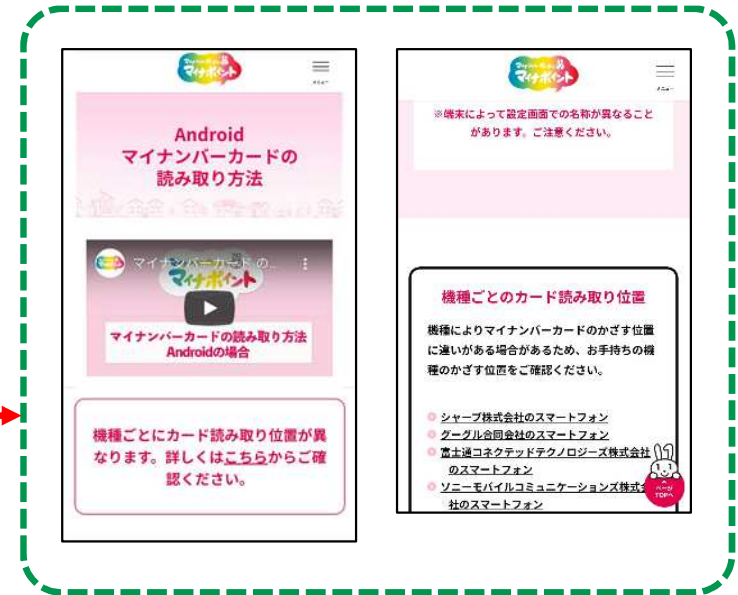 マイナポイント
メニュー
Android
マイナンバーカードの
読み取り方法
マイナンバーカード の...
マイナポイント
マイナンバーカードの読み取り方法
Androidの場合
機種ごとにカード読み取り位置が異
なります。詳しくはこちらからご確
認ください。
マイナポイント
メニュー
※端末によって設定画面での名称が異なること
があります。ご注意ください。
機種ごとのカード読み取り位置
機種によりマイナンバーカードのかざす位置
に違いがある場合があるため、お手持ちの機
種のかざす位置をご確認ください。
シャープ株式会社のスマートフォン
グーグル合同会社のスマートフォン
富士通コネクテッドテクノロジーズ株式会社
のスマートフォン
ソニーモバイルコミュニケーションズ株式会
社のスマートフォン
ページ
TOPへ